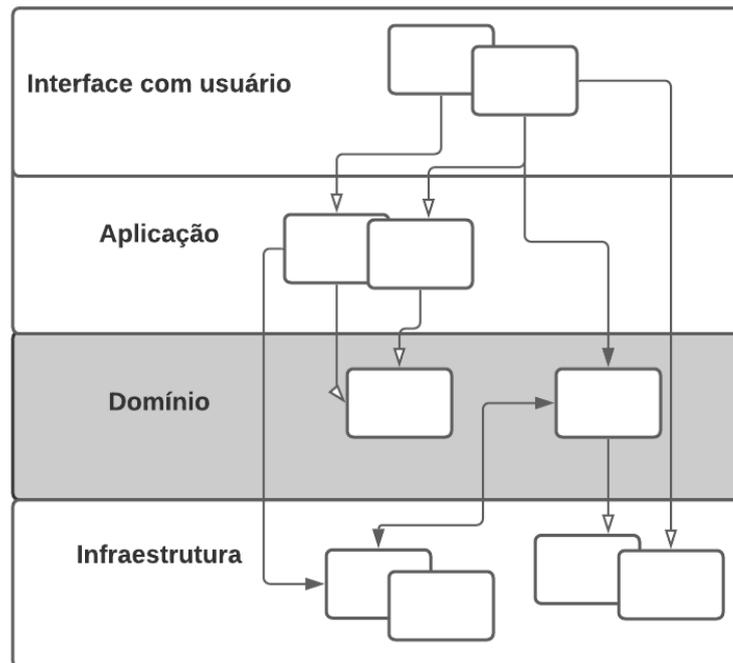 Interface com usuário
Aplicação
Domínio
Infraestrutura